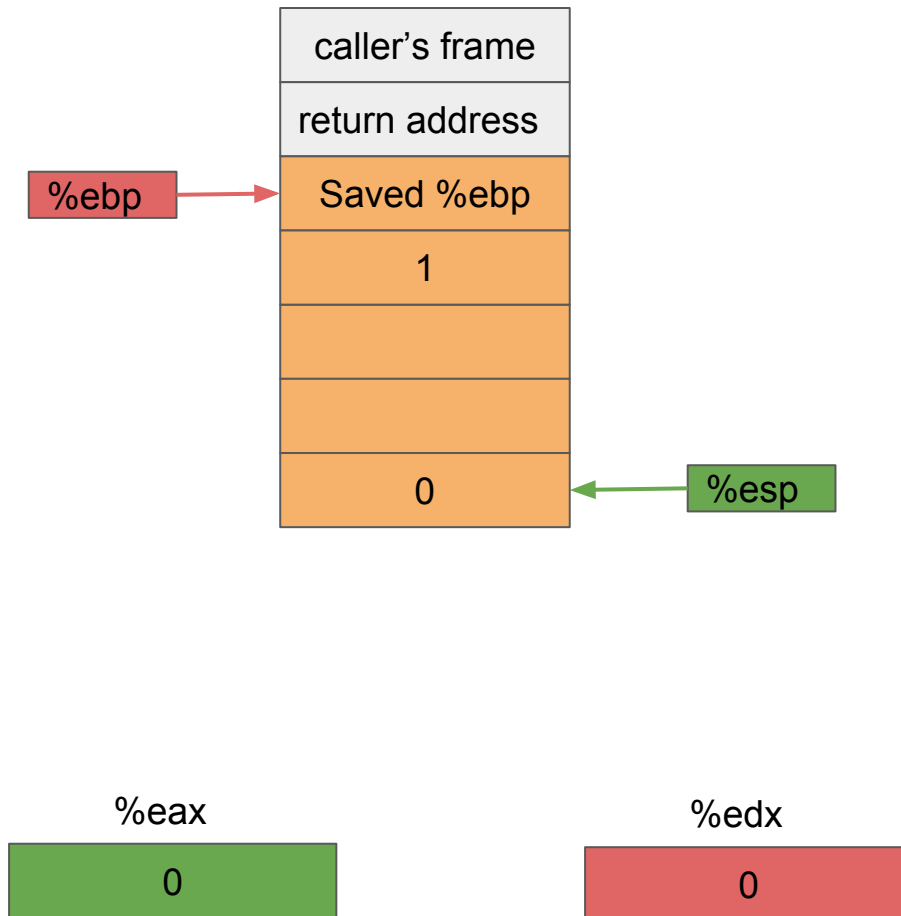 caller’s frame
return address
%ebp
Saved %ebp
1
0
%esp
%eax
%edx
0
0